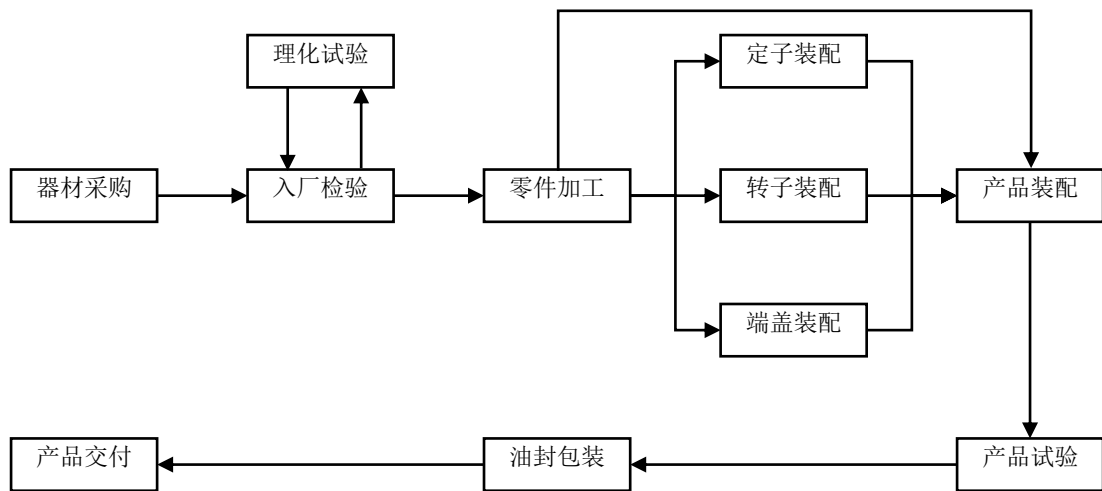 理化试验
定子装配
器材采购
入厂检验
零件加工
转子装配
产品装配
端盖装配
产品交付
油封包装
产品试验